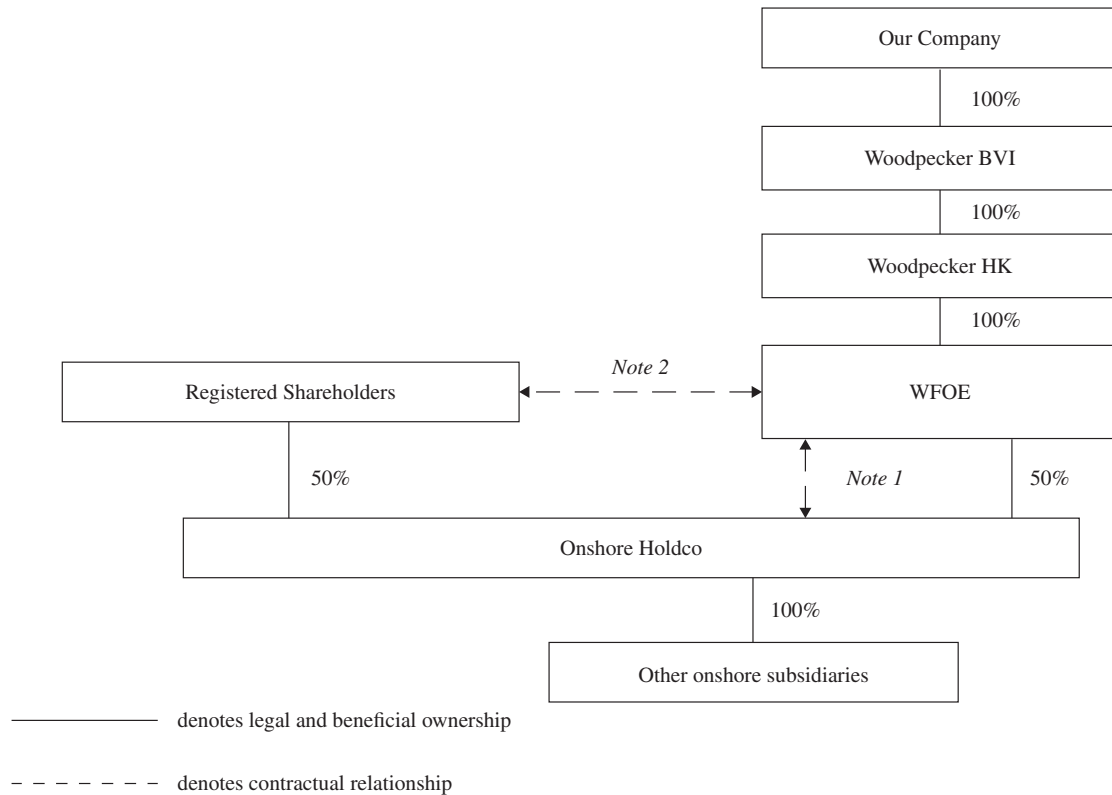 Our Company
100%
Woodpecker BVI
100%
Woodpecker HK
100%
Registered Shareholders
Note 2
WFOE
50%
Note 1
50%
Onshore Holdco
100%
Other onshore subsidiaries
denotes legal and beneficial ownership
denotes contractual relationship